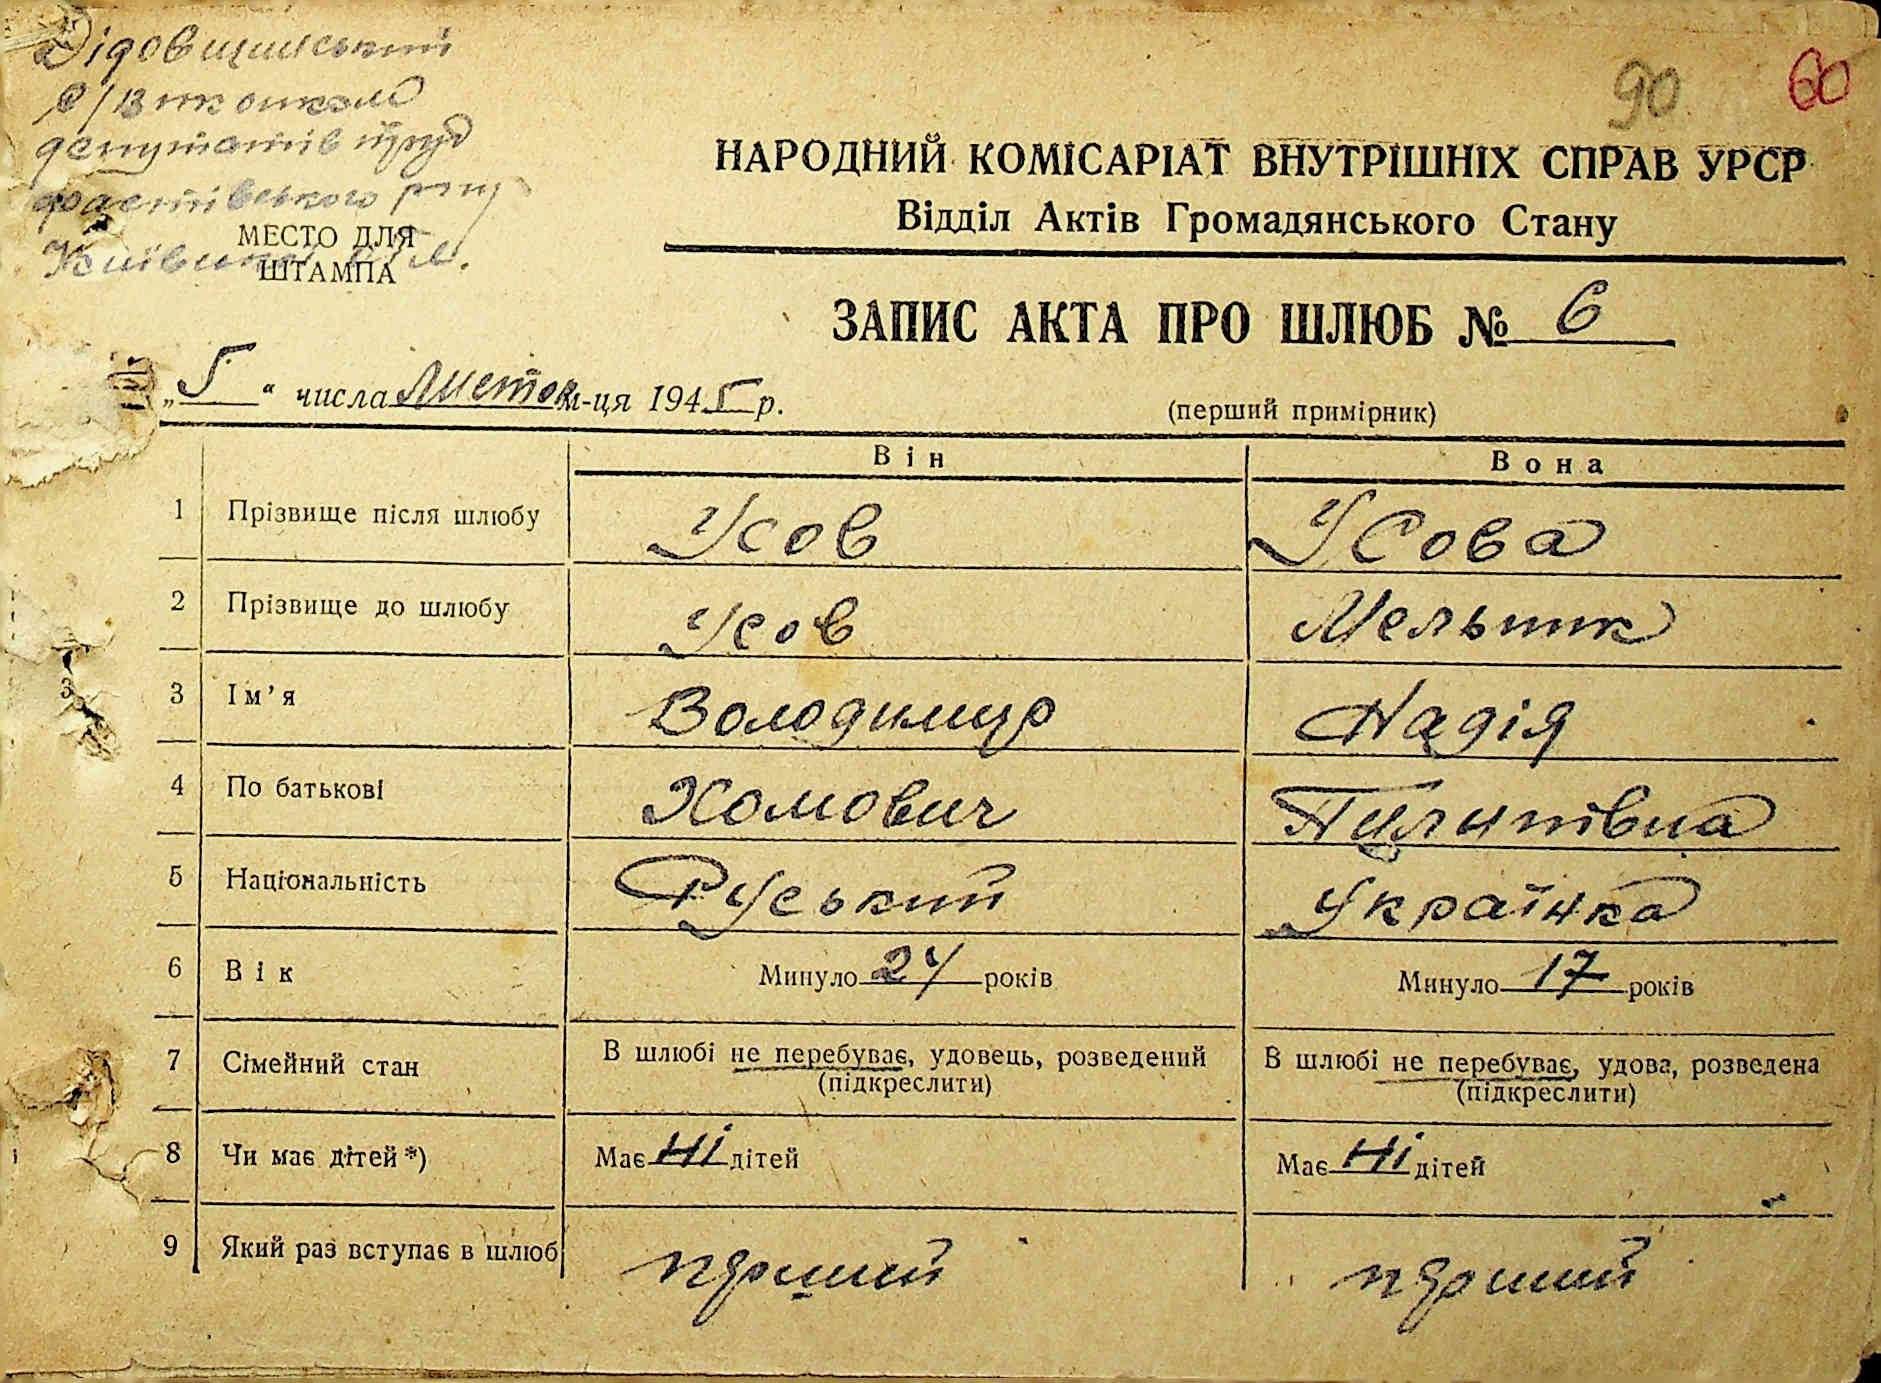 Дідовщинський
с/в ик
депутатів труд
Фастівського р-ну
Київської обл.
90
60
МЕСТО ДЛЯ
ШТАМПА
НАРОДНИЙ КОМІСАРІАТ ВНУТРІШНІХ СПРАВ УРСР
Відділ Актів Громадянського Стану
ЗАПИС АКТА ПРО ШЛЮБ № 6
„5“ числа Листоп м-ця 1945 р.
(перший примірник)
Він
Вона
1 Прізвище після шлюбу Усов Усова
2 Прізвище до шлюбу Усов Мельник
3 Ім’я Володимир Надія
4 По батькові Хомович Пилипівна
5 Національність Руський Українка
6 Вік Минуло 24 років Минуло 17 років
7 Сімейний стан В шлюбі не перебуває, удовець, розведений В шлюбі не перебуває, удова, розведена
(підкреслити) (підкреслити)
8 Чи має дітей *) Має ні дітей Має ні дітей
9 Який раз вступає в шлюб перший перший